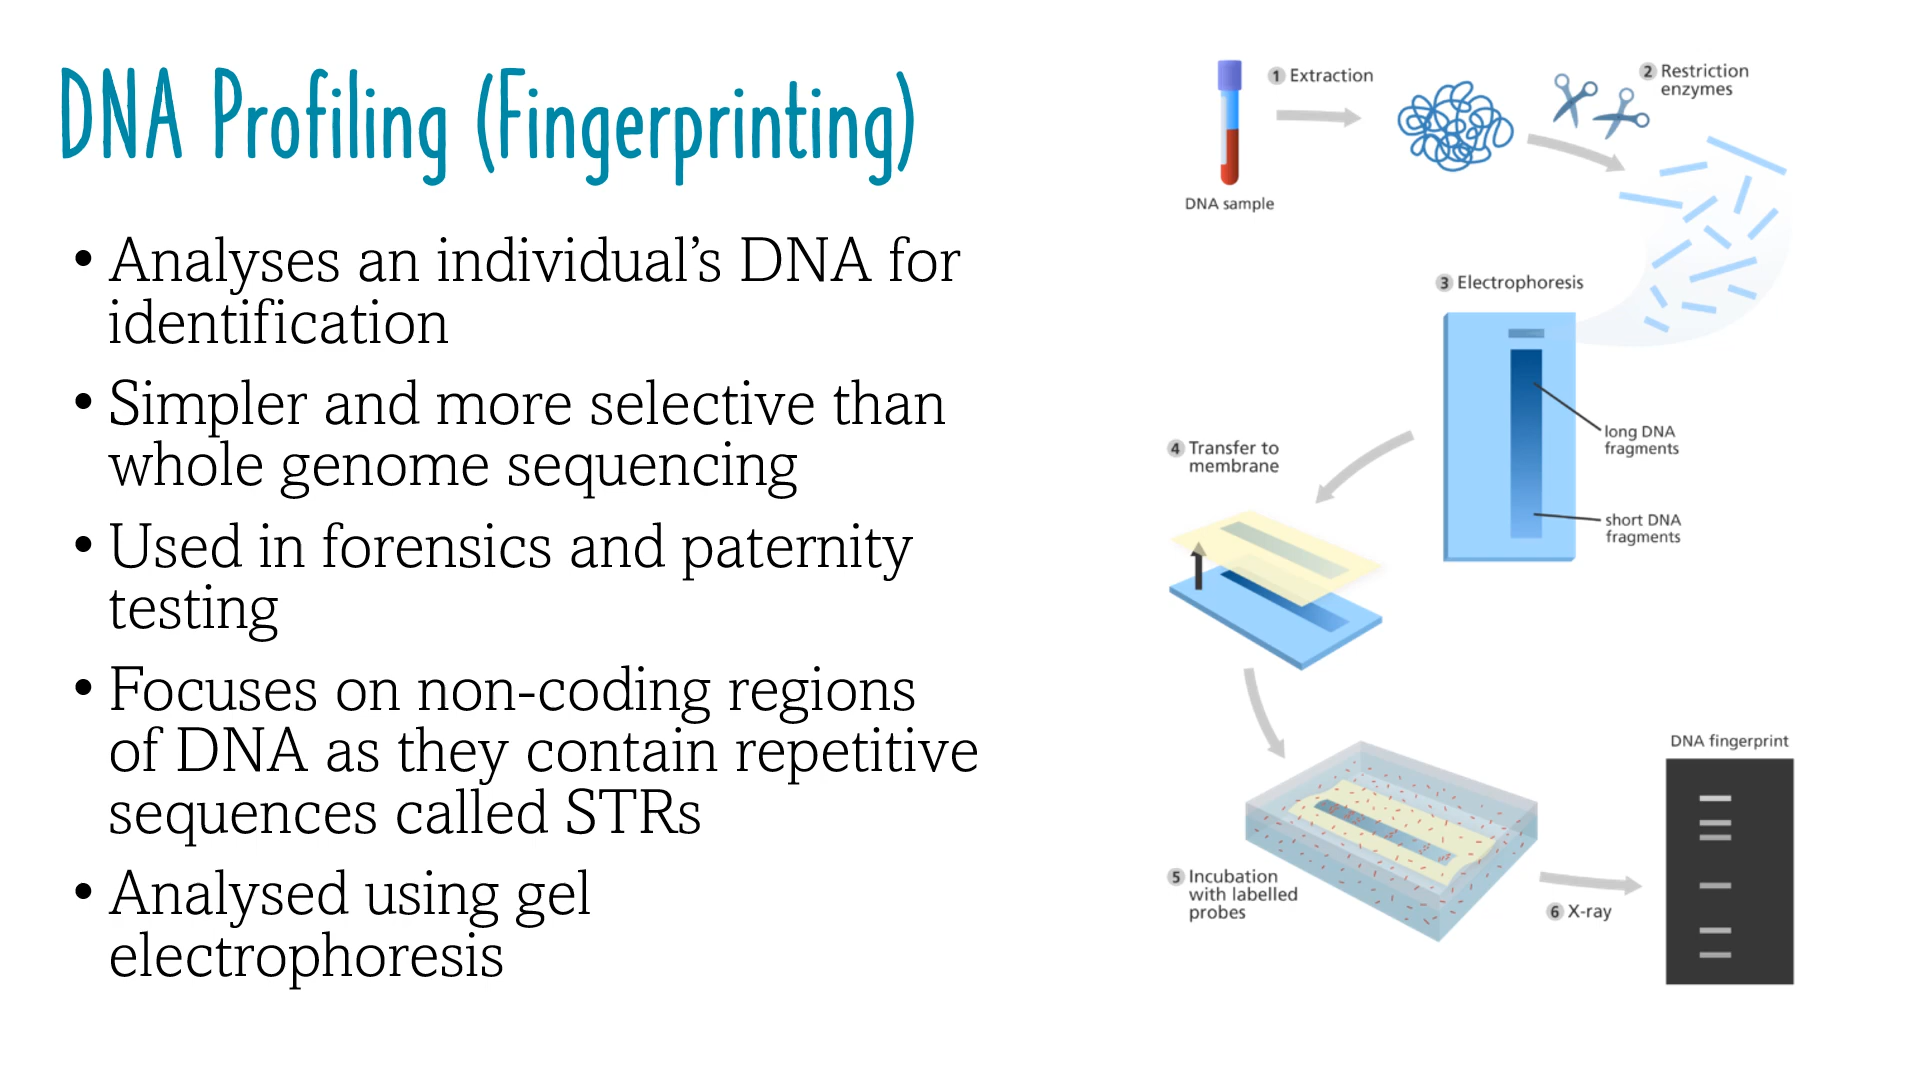 DNA Profiling (Fingerprinting)
• Analyses an individual’s DNA for
identification
• Simpler and more selective than
whole genome sequencing
• Used in forensics and paternity
testing
• Focuses on non-coding regions
of DNA as they contain repetitive
sequences called STRs
• Analysed using gel
electrophoresis
DNA sample
1 Extraction
2 Restriction
enzymes
3 Electrophoresis
long DNA
fragments
short DNA
fragments
4 Transfer to
membrane
5 Incubation
with labelled
probes
6 X-ray
DNA fingerprint